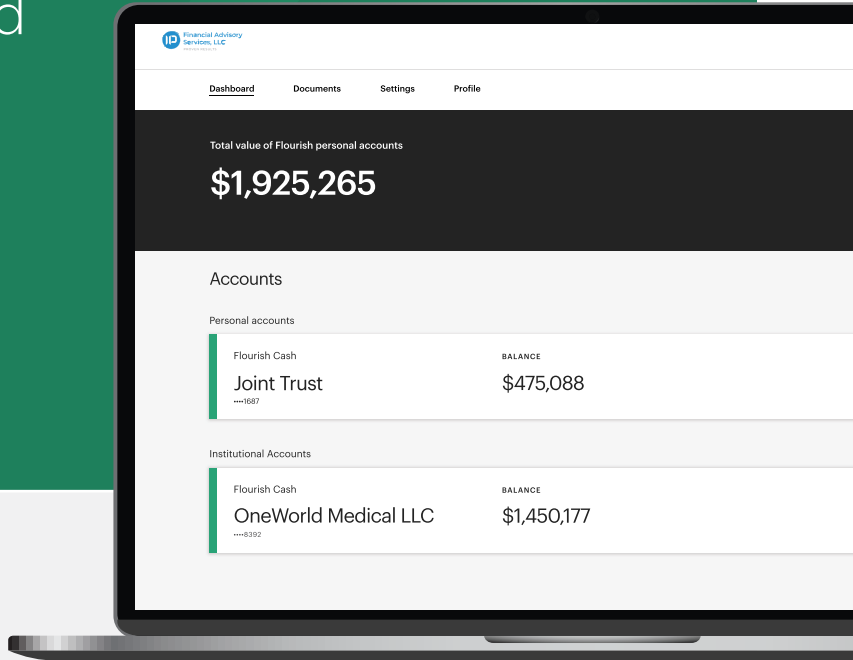 d
Financial Advisory
Services, LLC
Dashboard Documents Settings Profile
Total value of Flourish personal accounts
$1,925,265
Accounts
Personal accounts
Flourish Cash BALANCE
Joint Trust $475,088
••••1687
Institutional Accounts
Flourish Cash BALANCE
OneWorld Medical LLC $1,450,177
••••8392